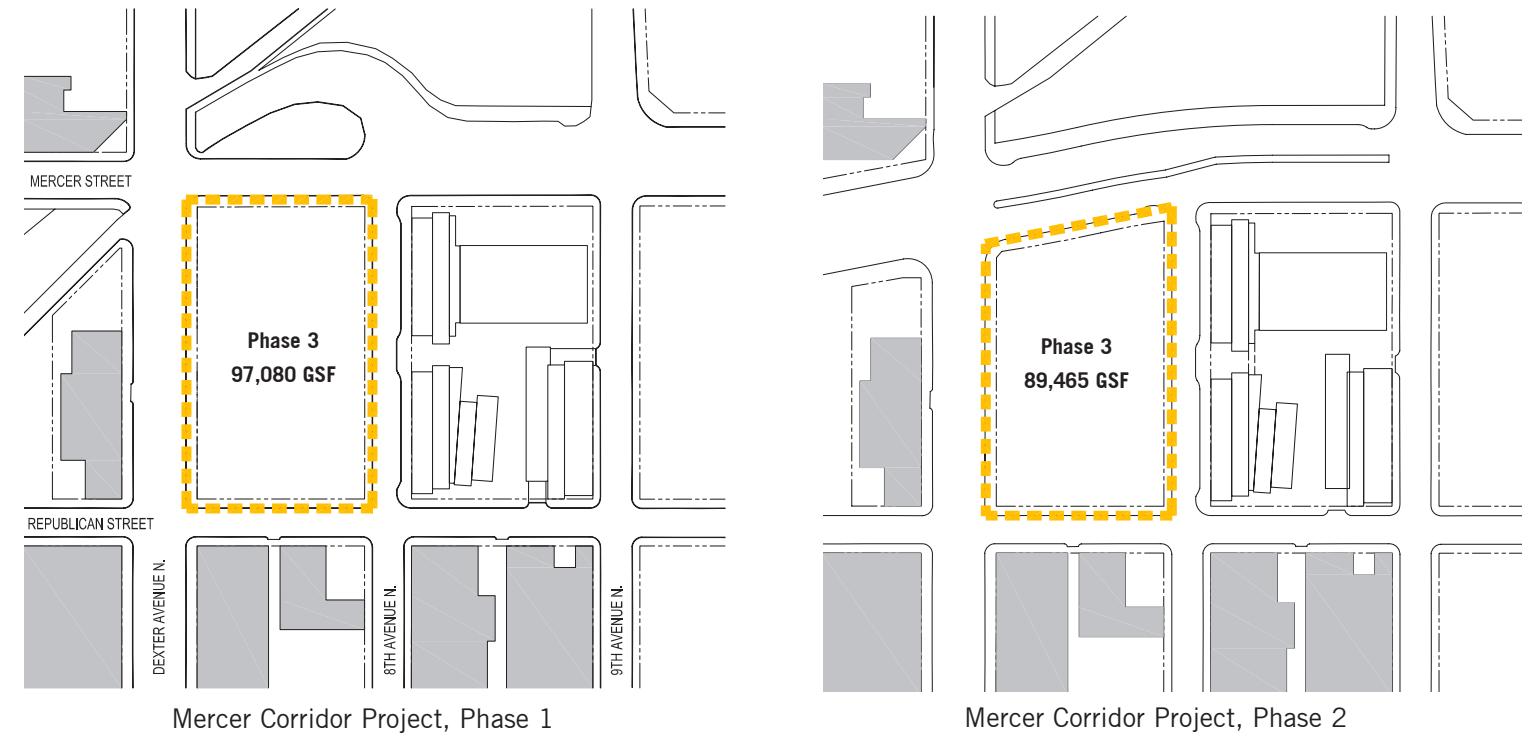 MERCER STREET
Phase 3
97,080 GSF
REPUBLICAN STREET
DEXTER AVENUE N.
8TH AVENUE N.
9TH AVENUE N.
Mercer Corridor Project, Phase 1
Phase 3
89,465 GSF
Mercer Corridor Project, Phase 2